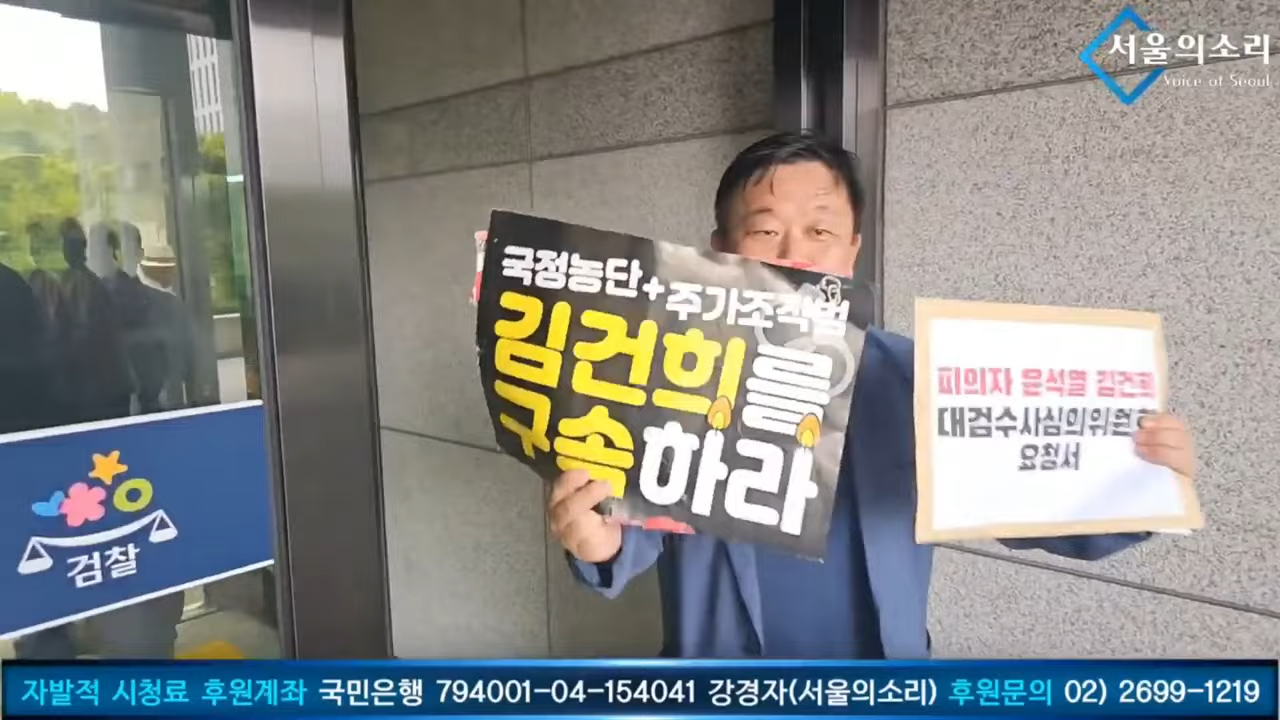 서울의소리
Voice of Seoul
국정농단+주가조작범
김건희를
구속하라
피의자 윤석열 김건희
대검수사심의위원회
요청서
검찰
자발적 시청료 후원계좌 국민은행 794001-04-154041 강경자(서울의소리) 후원문의 02) 2699-1219